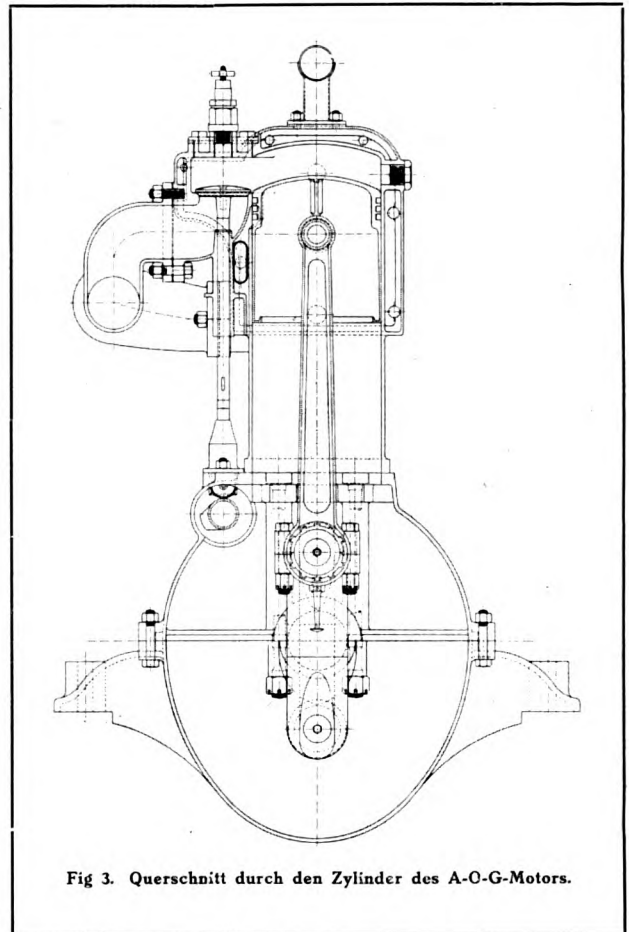 Fig 3. Querschnitt durch den Zylinder des A-O-G-Motors.